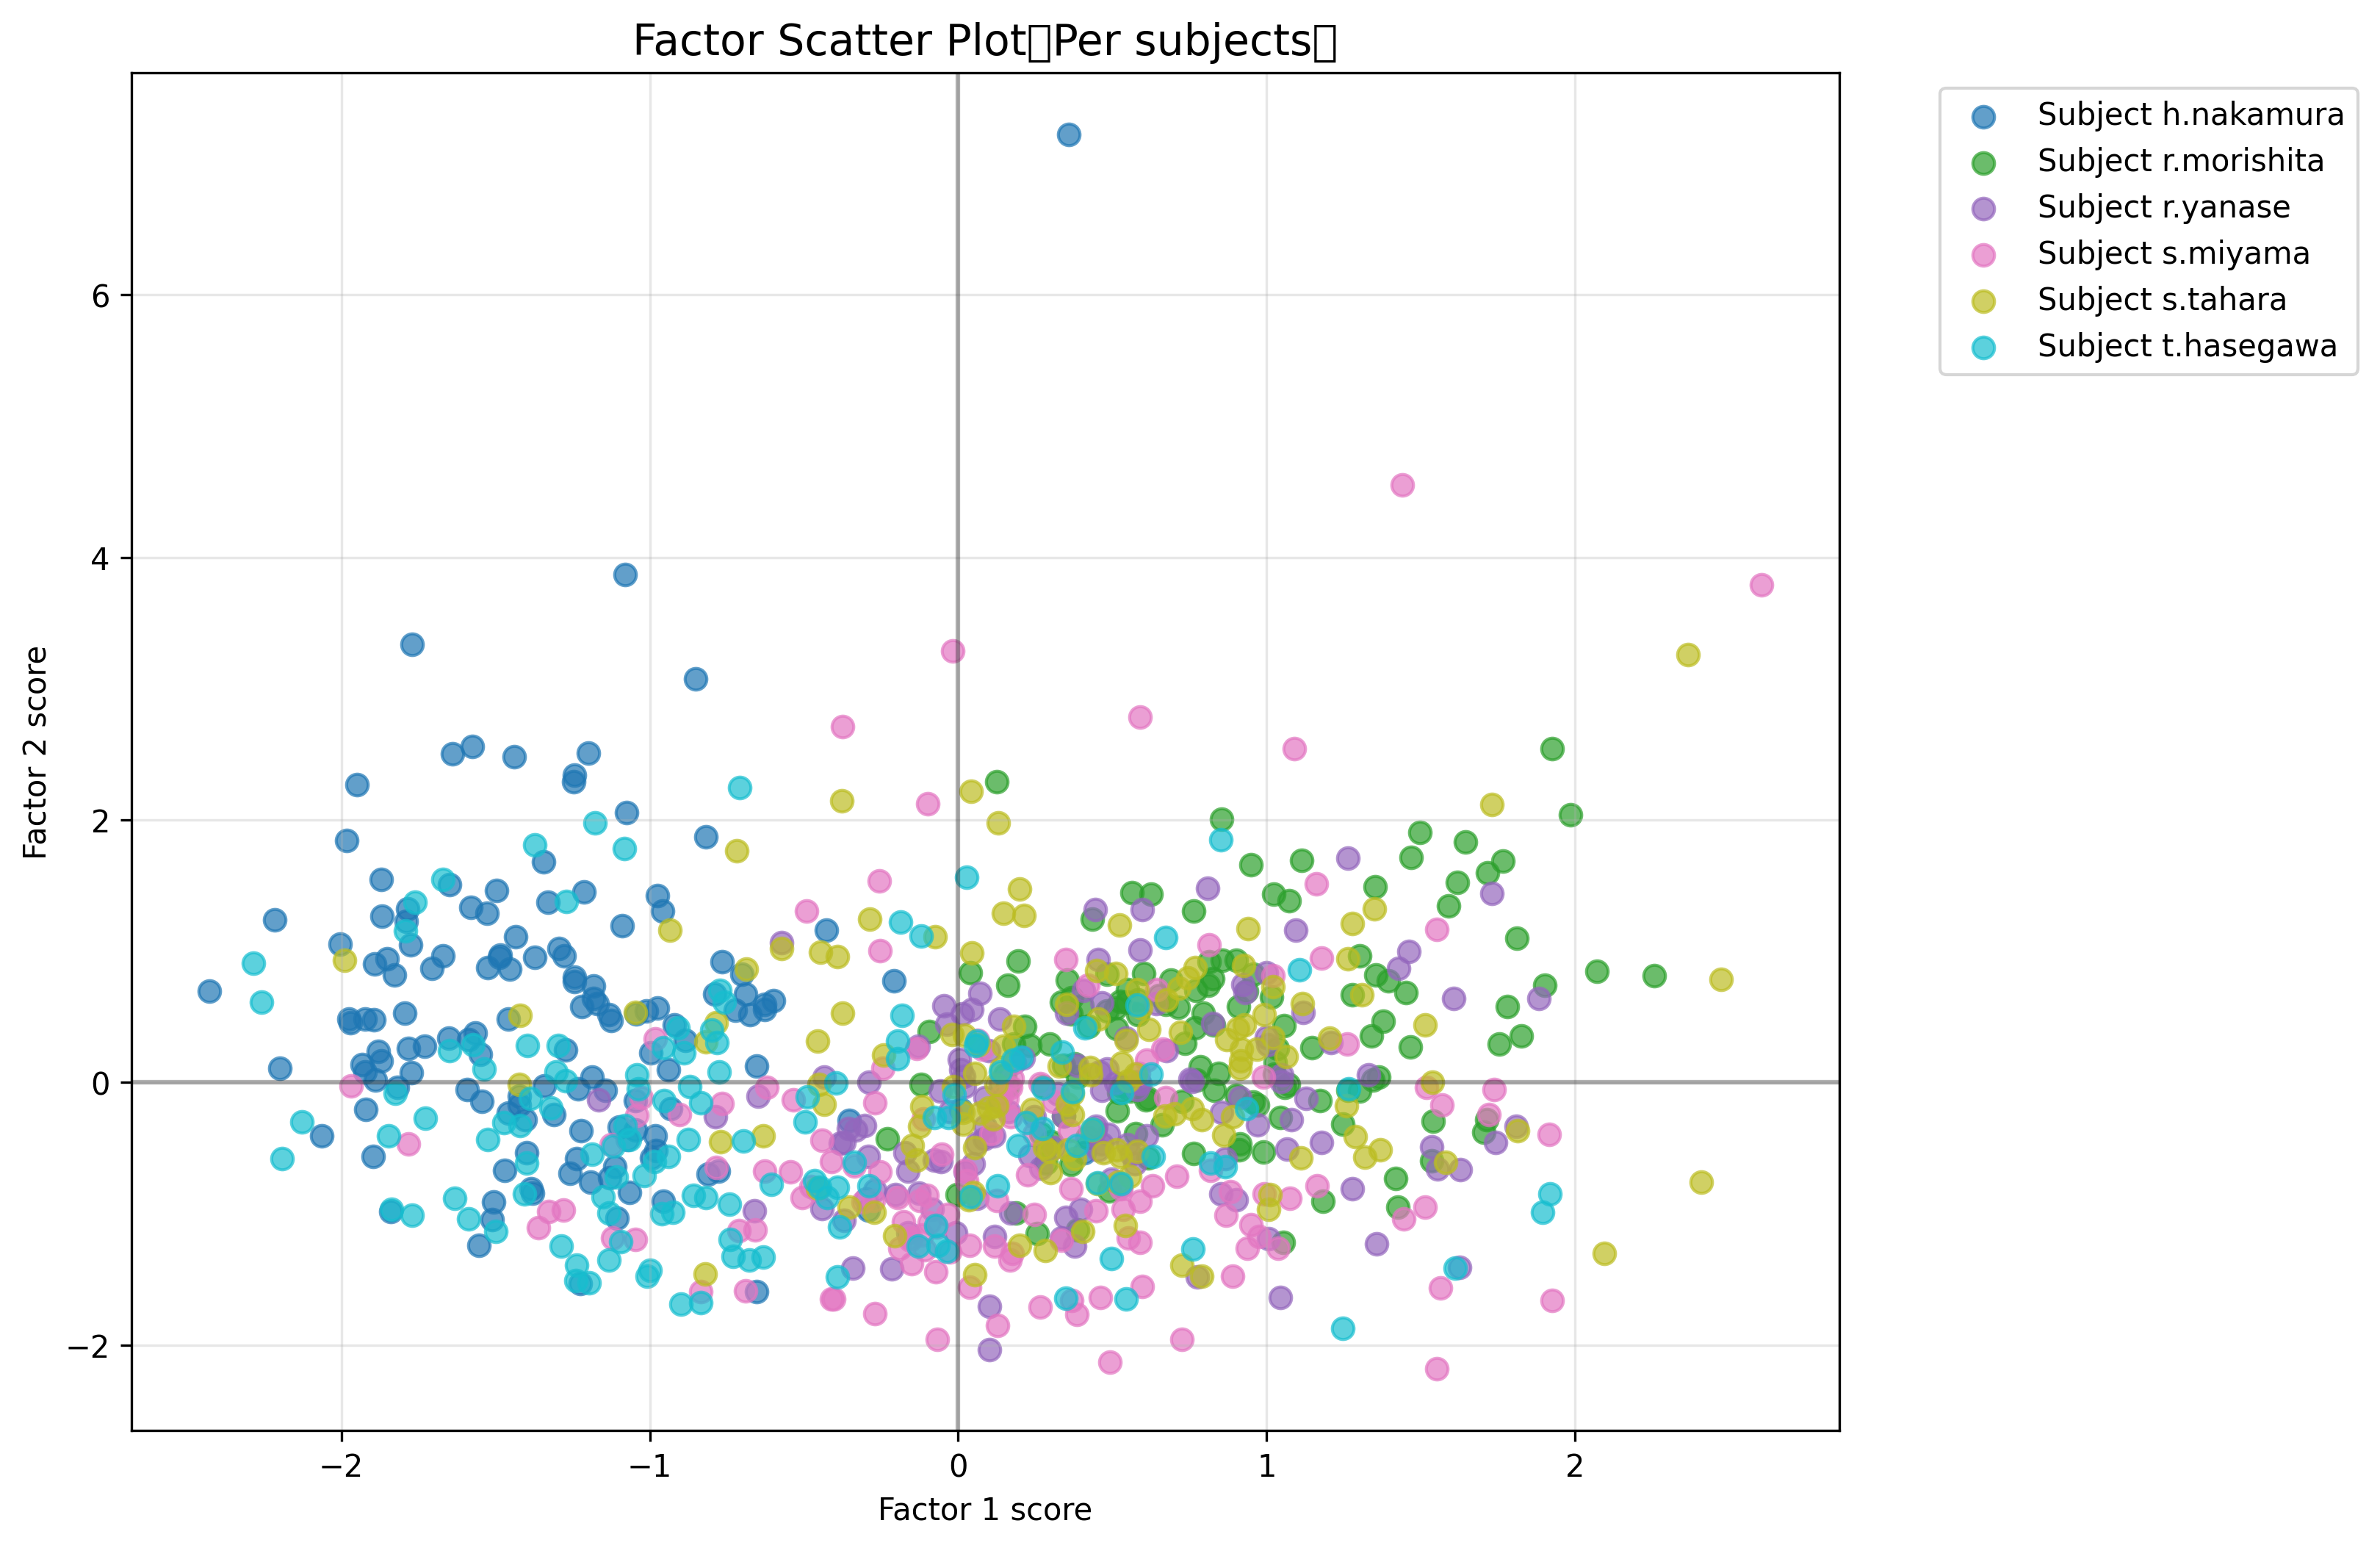 Factor Scatter Plot▯Per subjects▯
Subject h.nakamura
Subject r.morishita
Subject r.yanase
Subject s.miyama
Subject s.tahara
Subject t.hasegawa
Factor 2 score
6
4
2
0
−2
−2 −1 0 1 2
Factor 1 score